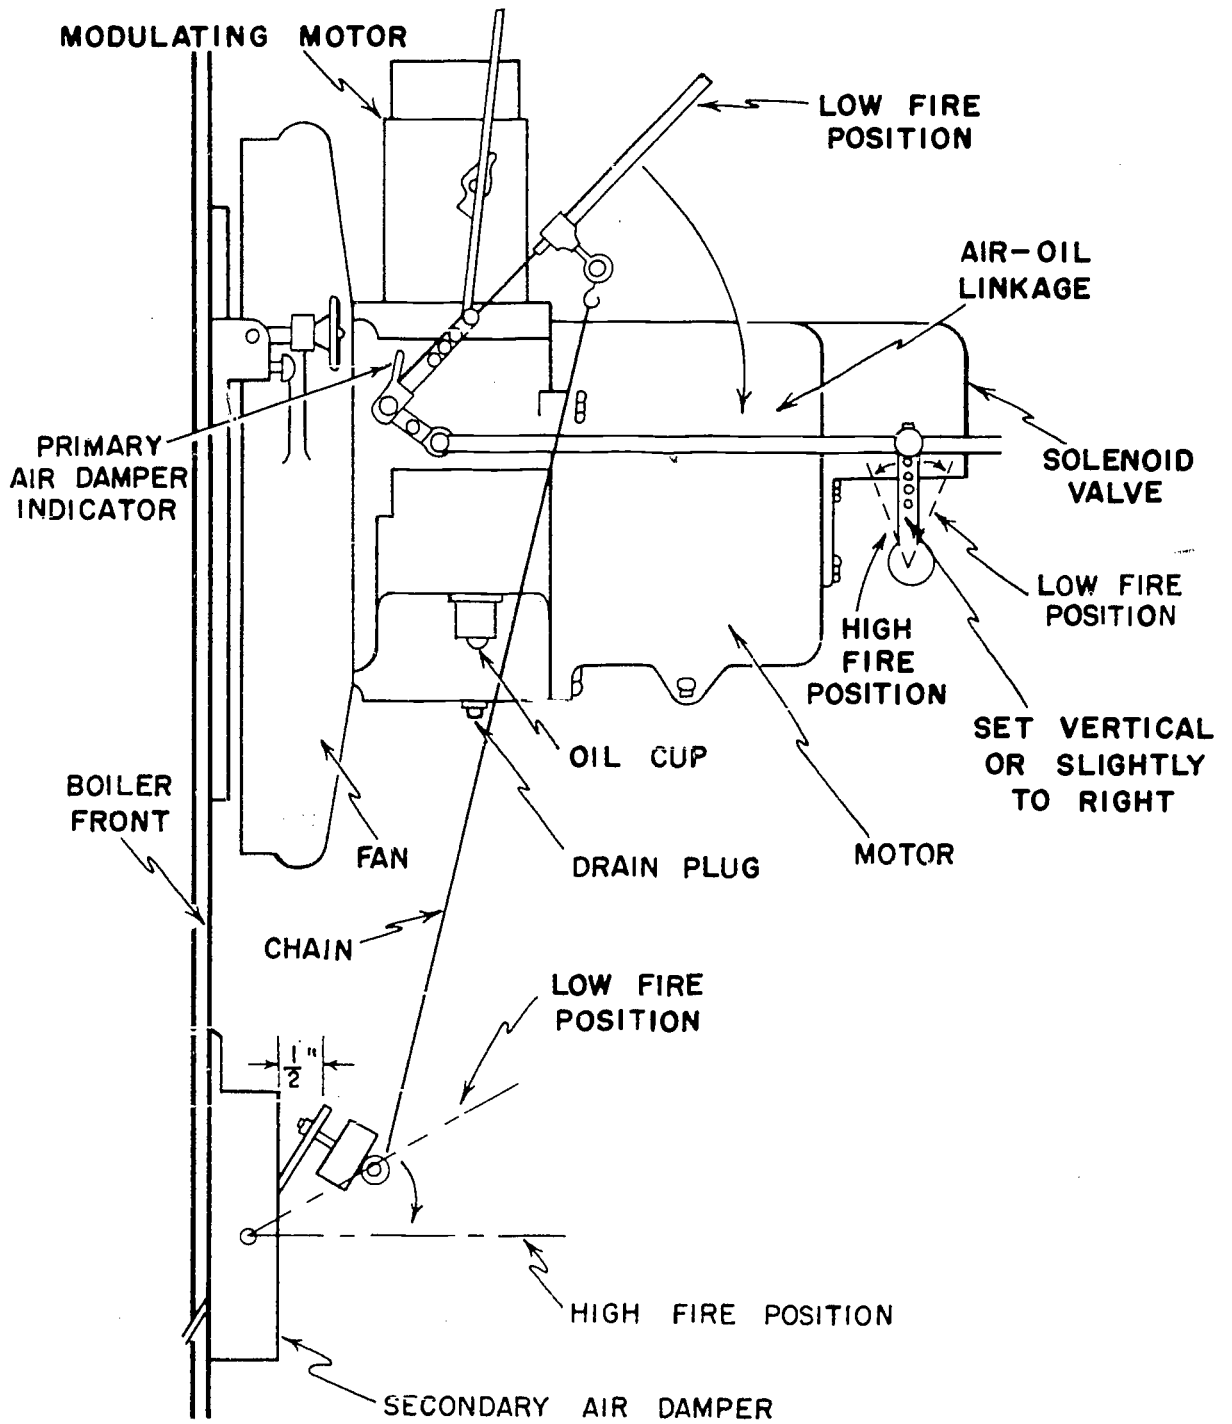 MODULATING MOTOR
LOW FIRE
POSITION
AIR-OIL
LINKAGE
PRIMARY
AIR DAMPER
INDICATOR
SOLENOID
VALVE
LOW FIRE
POSITION
HIGH
FIRE
POSITION
SET VERTICAL
OR SLIGHTLY
TO RIGHT
OIL CUP
BOILER
FRONT
FAN
DRAIN PLUG
MOTOR
CHAIN
LOW FIRE
POSITION
1/2"
HIGH FIRE POSITION
SECONDARY AIR DAMPER